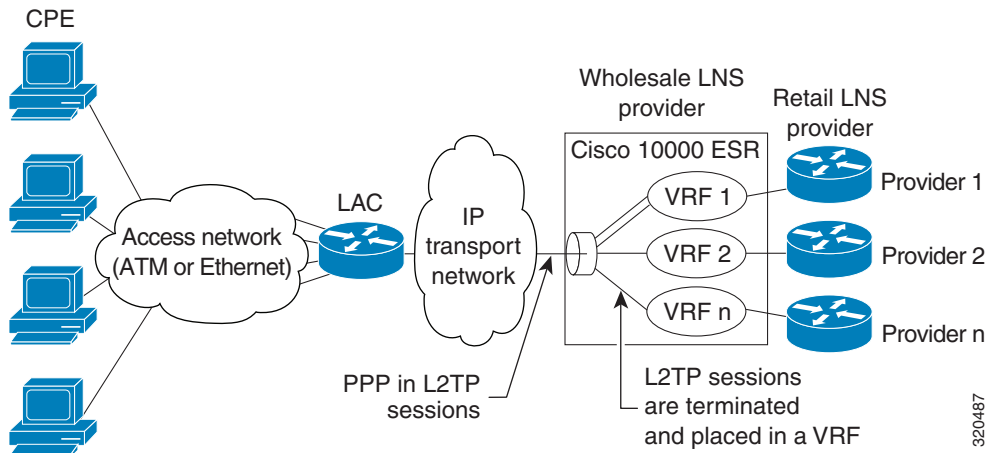 CPE
Wholesale LNS
provider
Retail LNS
provider
Cisco 10000 ESR
LAC
Access network
(ATM or Ethernet)
IP
transport
network
VRF 1
VRF 2
VRF n
Provider 1
Provider 2
Provider n
PPP in L2TP
sessions
L2TP sessions
are terminated
and placed in a VRF
320487